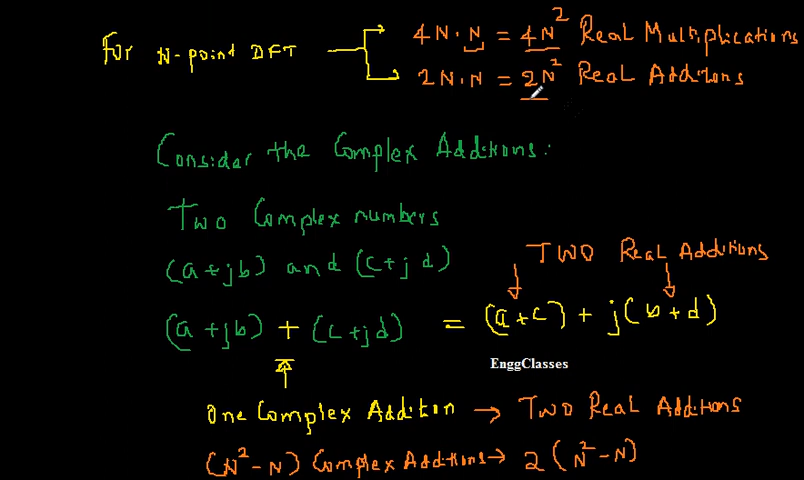 For N-point DFT → 4N.N = 4N² Real Multiplications
2N.N = 2N² Real Additions
Consider the Complex Additions:
Two Complex numbers
(a+jb) and (c+jd)
TWO Real Additions
(a+jb) + (c+jd) = (a+c) + j(b+d)
EnggClasses
One Complex Addition → Two Real Additions
(N²-N) Complex Additions → 2(N²-N)